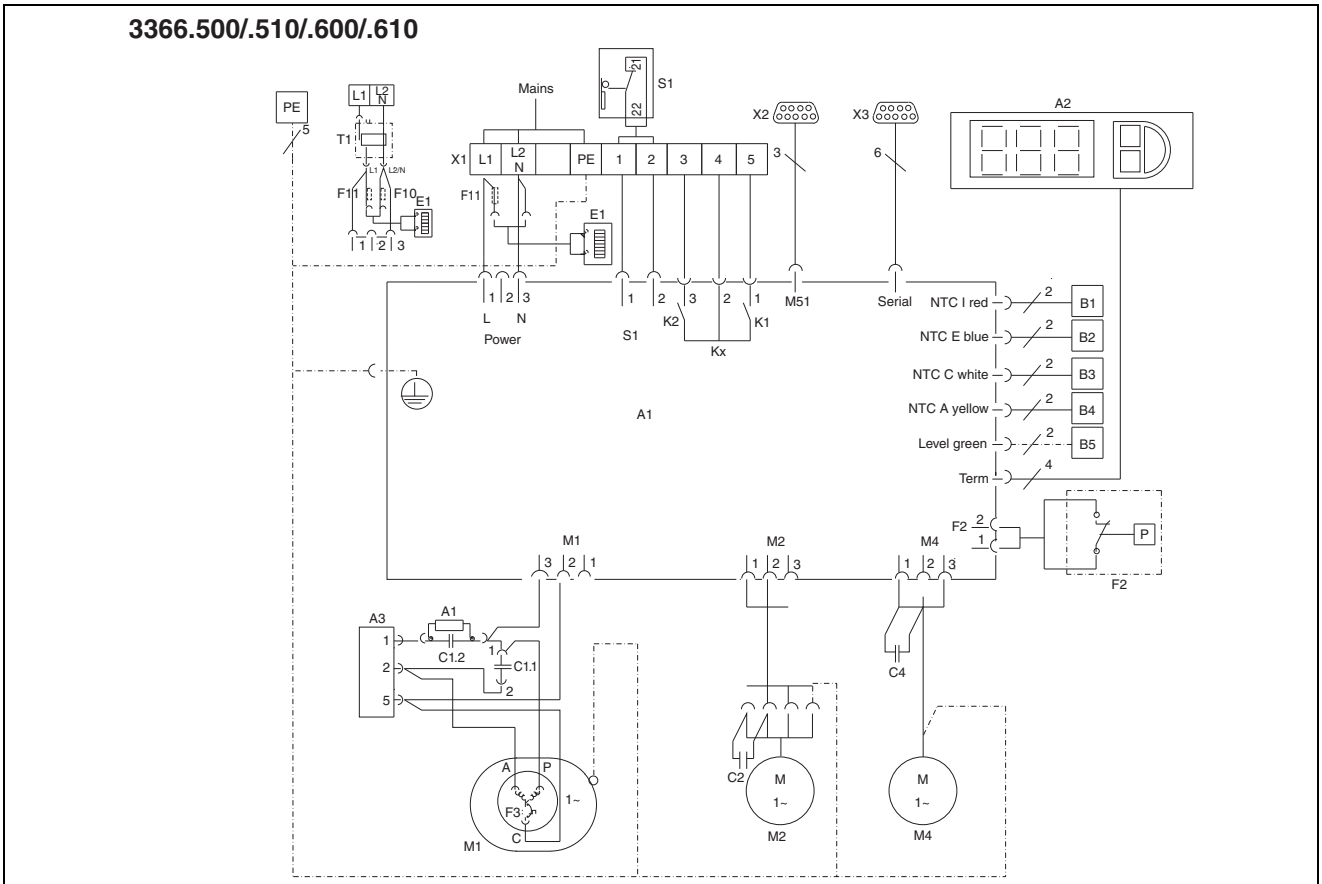 3366.500/.510/.600/.610
PE
5
L1 L2
N
T1
L1 L2/N
F11 F10
E1
1 2 3
Mains
21
22
S1
X1 L1 L2
N
PE 1 2 3 4 5
F11
E1
X2
3
X3
6
A2
1 2 3
L N
Power
1 2
S1
3 2 1
K2 K1
Kx
M51
Serial
A1
NTC I red 2 B1
NTC E blue 2 B2
NTC C white 2 B3
NTC A yellow 2 B4
Level green 2 B5
Term 4
F2 2
1
P
F2
M1
3 2 1
M2
1 2 3
M4
1 2 3
A3
1
2
5
A1
C1.2
1
C1.1
2
A P
F3
C
1~
M1
C2
M
1~
M2
C4
M
1~
M4